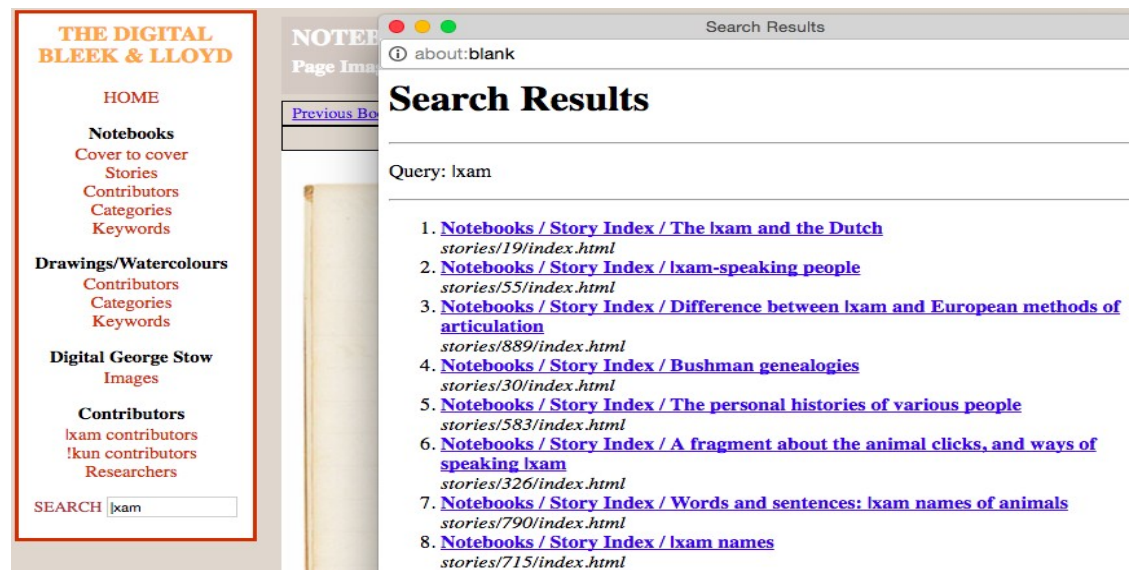 THE DIGITAL
BLEEK & LLOYD
HOME
Notebooks
Cover to cover
Stories
Contributors
Categories
Keywords
Drawings/Watercolours
Contributors
Categories
Keywords
Digital George Stow
Images
Contributors
|xam contributors
!kun contributors
Researchers
SEARCH |xam
Previous Bo
Search Results
about:blank
Search Results
Query: |xam
1. Notebooks / Story Index / The |xam and the Dutch
stories/19/index.html
2. Notebooks / Story Index / |xam-speaking people
stories/55/index.html
3. Notebooks / Story Index / Difference between |xam and European methods of
articulation
stories/889/index.html
4. Notebooks / Story Index / Bushman genealogies
stories/30/index.html
5. Notebooks / Story Index / The personal histories of various people
stories/583/index.html
6. Notebooks / Story Index / A fragment about the animal clicks, and ways of
speaking |xam
stories/326/index.html
7. Notebooks / Story Index / Words and sentences: |xam names of animals
stories/790/index.html
8. Notebooks / Story Index / |xam names
stories/715/index.html